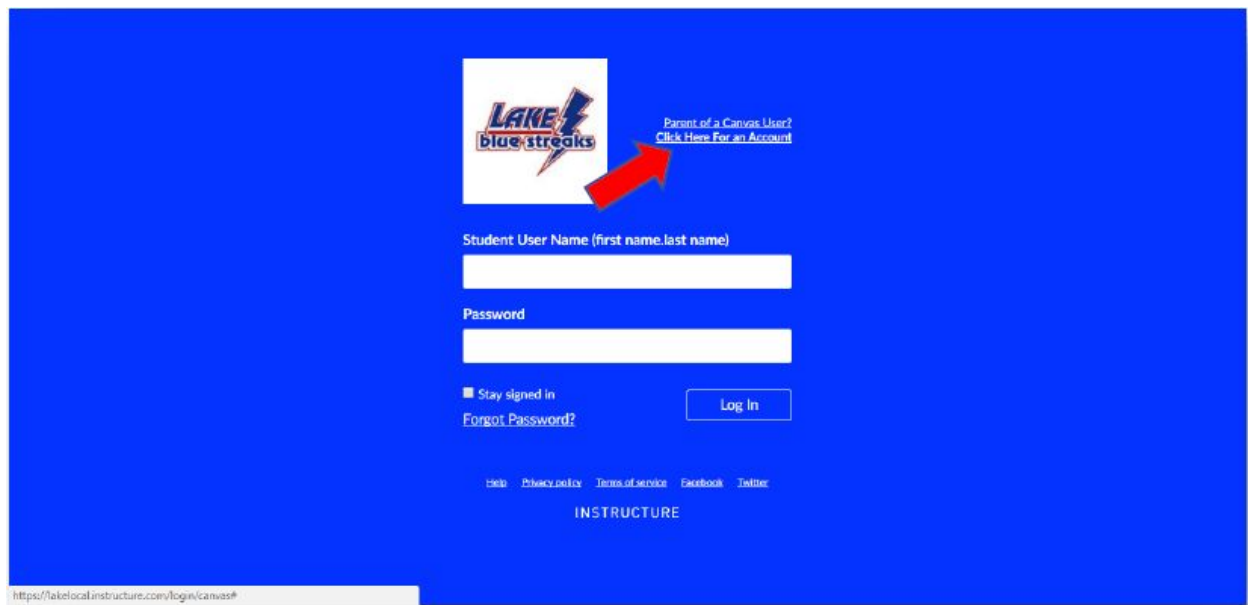 LAKE
blue streaks
Parent of a Canvas User?
Click Here For an Account
Student User Name (first name.last name)
Password
Stay signed in
Log In
Forgot Password?
Help Privacy policy Terms of service Facebook Twitter
INSTRUCTURE
https://lakelocal.instructure.com/login/canvas#